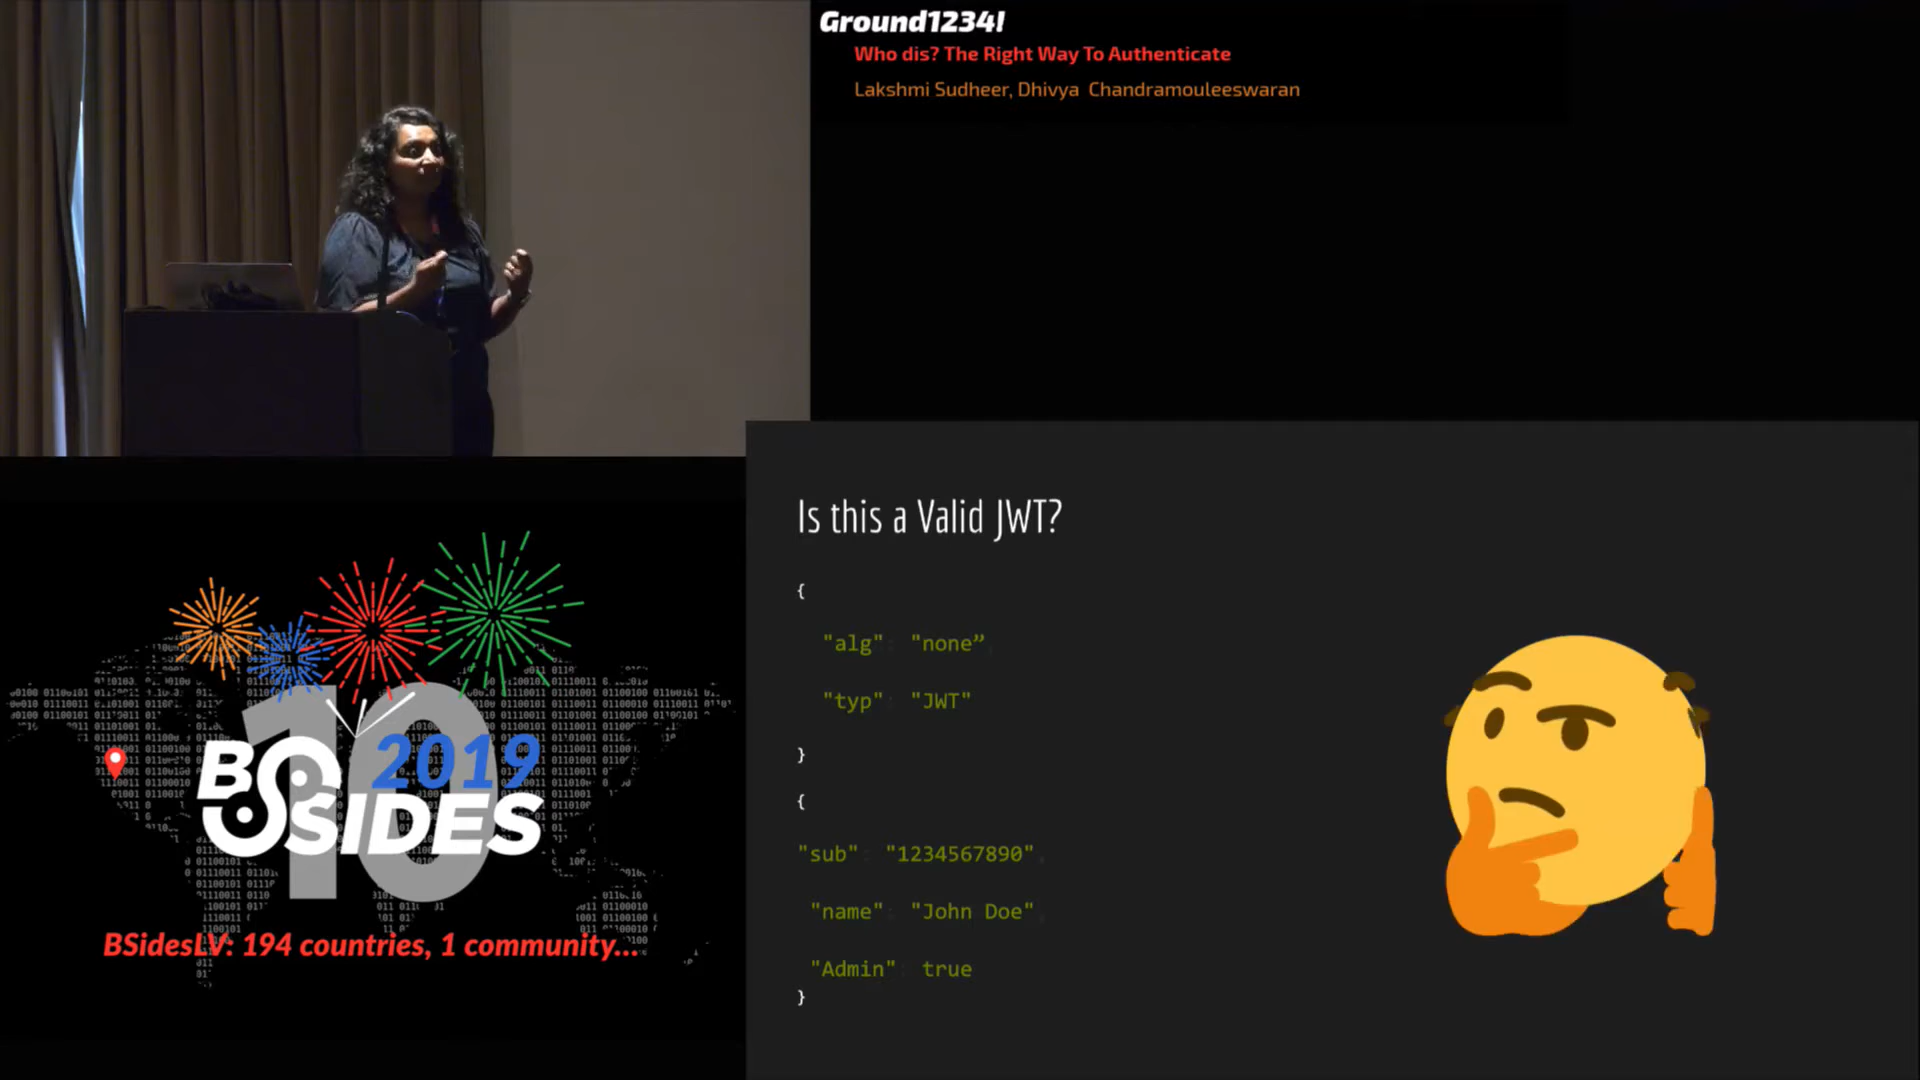 Ground1234!
Who dis? The Right Way To Authenticate
Lakshmi Sudheer, Dhivya Chandramouleeswaran
Is this a Valid JWT?
{
"alg": "none”
"typ": "JWT"
}
{
"sub": "1234567890",
"name": "John Doe",
"Admin": true
}
10
2019
BSIDES
BSidesLV: 194 countries, 1 community...